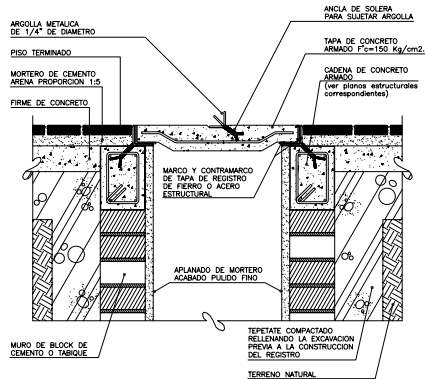 ARGOLLA METALICA
DE 1/4" DE DIAMETRO
PISO TERMINADO
MORTERO DE CEMENTO
ARENA PROPORCION 1:5
FIRME DE CONCRETO
ANCLA DE SOLERA
PARA SUJETAR ARGOLLA
TAPA DE CONCRETO
ARMADO F'c=150 Kg/cm2.
CADENA DE CONCRETO
ARMADO
(ver planos estructurales
correspondientes)
MARCO Y CONTRAMARCO
DE TAPA DE REGISTRO
DE FIERRO O ACERO
ESTRUCTURAL
APLANADO DE MORTERO
ACABADO PULIDO FINO
MURO DE BLOCK DE
CEMENTO O TABIQUE
TEPETATE COMPACTADO
RELLENANDO LA EXCAVACION
PREVIA A LA CONSTRUCCION
DEL REGISTRO
TERRENO NATURAL